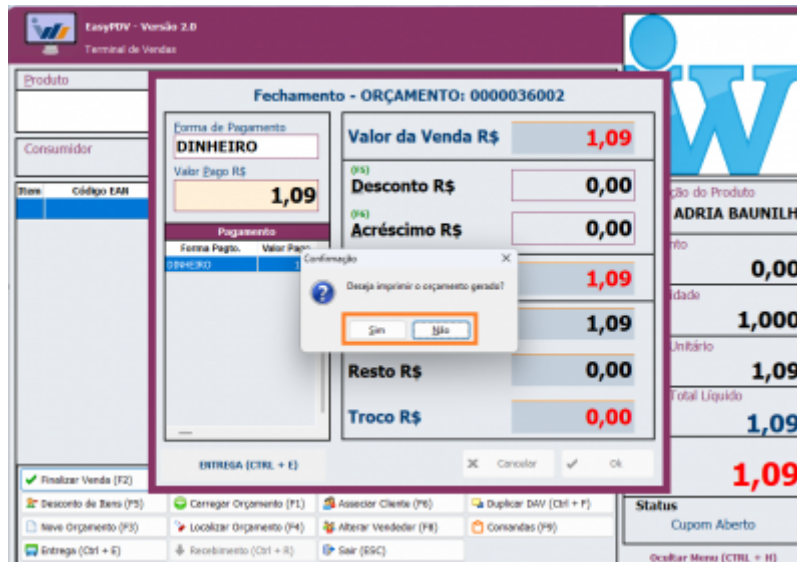 EasyPDV - Versão 2.0
Terminal de Vendas
Produto
Consumidor
Item Código EAN
Fechamento - ORÇAMENTO: 0000036002
Forma de Pagamento
DINHEIRO
Valor Pago R$
1,09
Pagamento
Forma Pagto. Valor Pago
DINHEIRO 1
Valor da Venda R$ 1,09
(F5)
Desconto R$ 0,00
(F6)
Acréscimo R$ 0,00
1,09
1,09
Resto R$ 0,00
Troco R$ 0,00
ENTREGA (CTRL + E)
Cancelar Ok
Confirmação
Deseja imprimir o orçamento gerado?
Sim Não
ção do Produto
ADRIA BAUNILH
nto
0,00
idade
1,000
Unitário
1,09
Total Líquido
1,09
1,09
Status
Cupom Aberto
Ocultar Menu (CTRL + H)
Finalizar Venda (F2)
Desconto de Itens (F5) Carregar Orçamento (F1) Associar Cliente (F6) Duplicar DAV (Ctrl + F)
Novo Orçamento (F3) Localizar Orçamento (F4) Alterar Vendedor (F8) Comandas (F9)
Entrega (Ctrl + E) Recebimento (Ctrl + R) Sair (ESC)